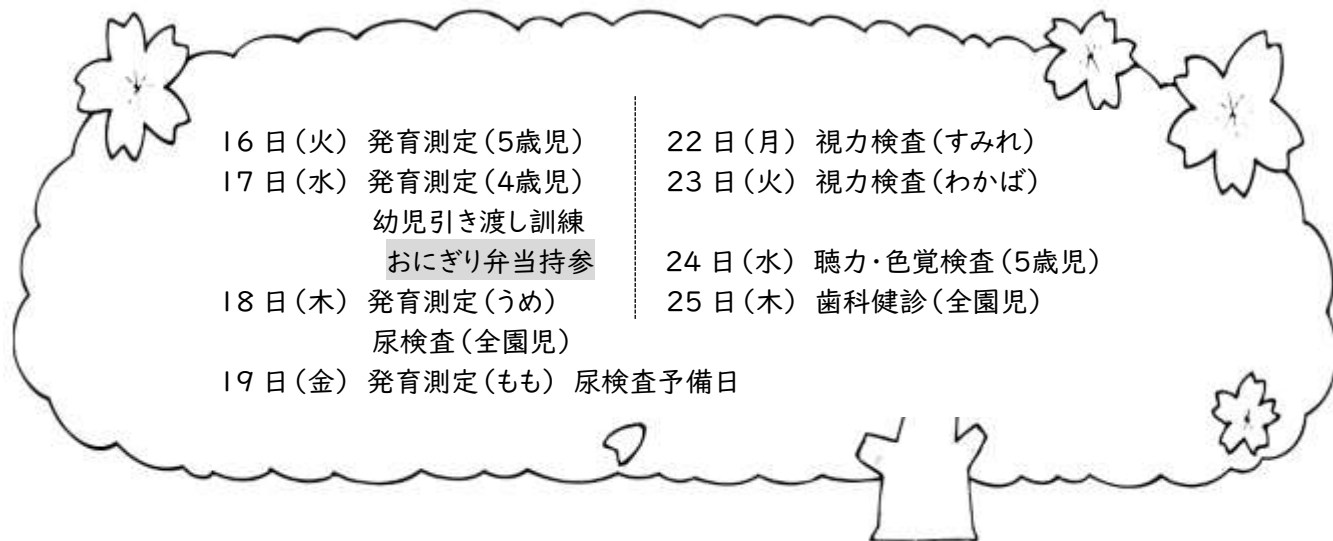 16日(火) 発育測定(5歳児)
17日(水) 発育測定(4歳児)
幼児引き渡し訓練
おにぎり弁当持参
18日(木) 発育測定(うめ)
尿検査(全園児)
19日(金) 発育測定(もも) 尿検査予備日
22日(月) 視力検査(すみれ)
23日(火) 視力検査(わかば)
24日(水) 聴力・色覚検査(5歳児)
25日(木) 歯科健診(全園児)